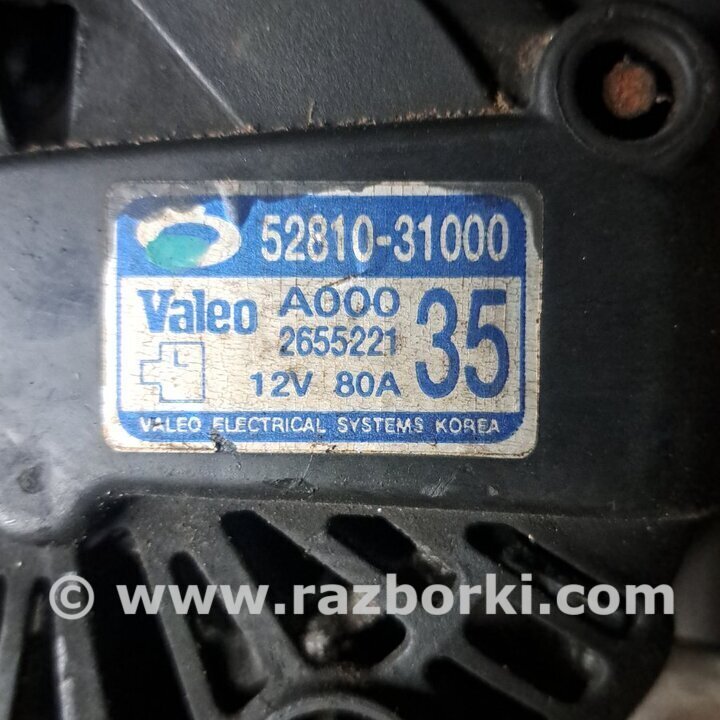 52810-31000
Valeo A000
2655221
12V 80A
35
VALEO ELECTRICAL SYSTEMS KOREA
© www.razborki.com